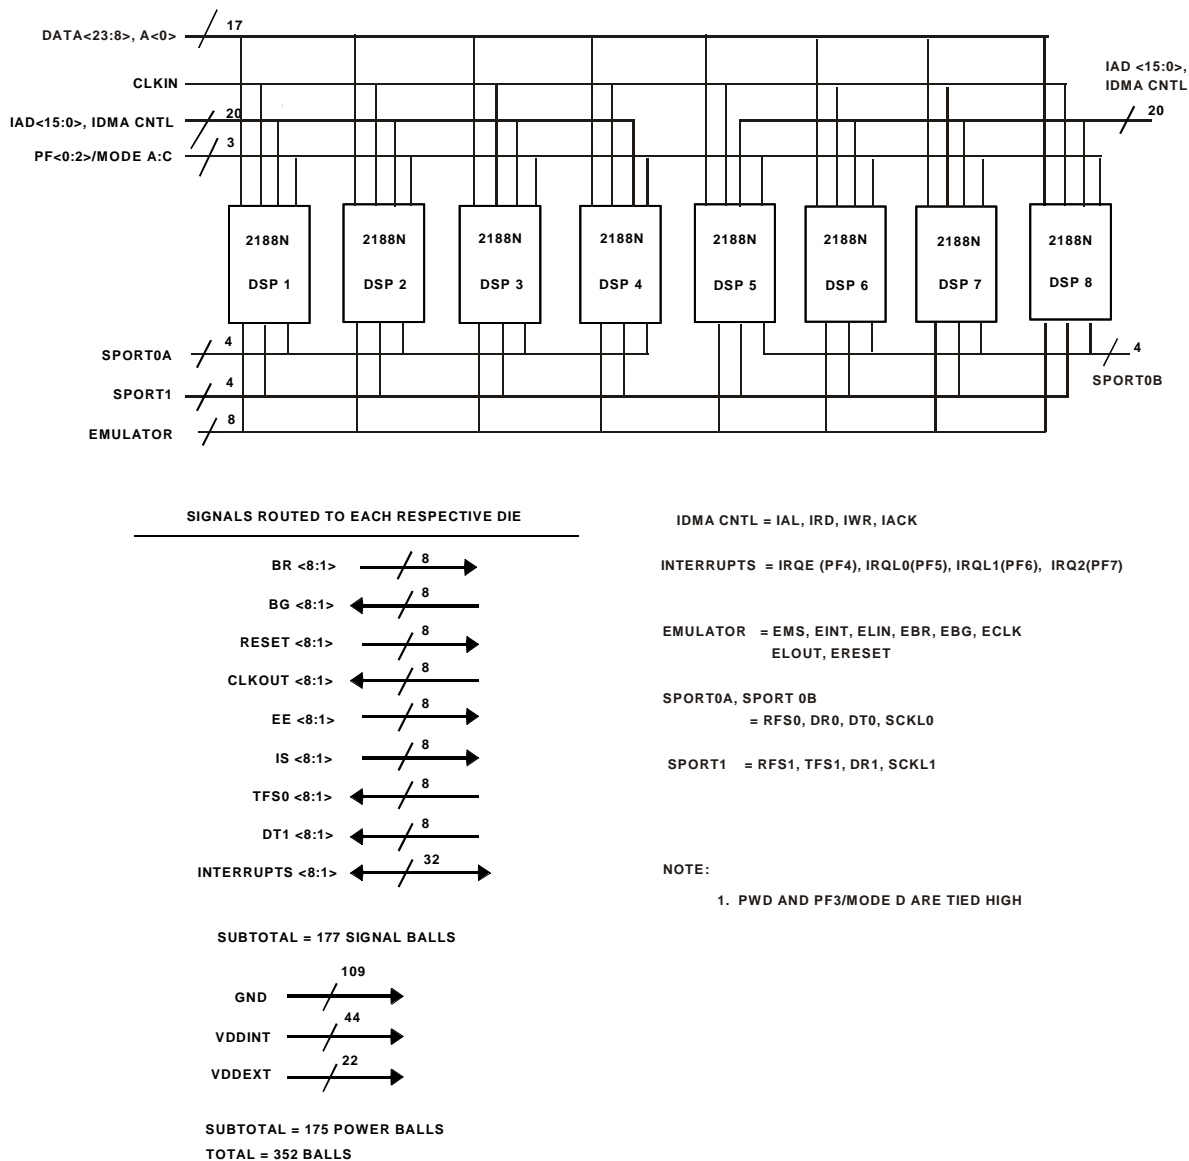 DATA<23:8>, A<0>
17
CLKIN
IAD<15:0>, IDMA CNTL
20
PF<0:2>/MODE A:C
3
IAD <15:0>,
IDMA CNTL
20
2188N
DSP 1
2188N
DSP 2
2188N
DSP 3
2188N
DSP 4
2188N
DSP 5
2188N
DSP 6
2188N
DSP 7
2188N
DSP 8
SPORT0A
4
SPORT1
4
EMULATOR
8
4
SPORT0B
SIGNALS ROUTED TO EACH RESPECTIVE DIE
BR <8:1>
8
BG <8:1>
8
RESET <8:1>
8
CLKOUT <8:1>
8
EE <8:1>
8
IS <8:1>
8
TFS0 <8:1>
8
DT1 <8:1>
8
INTERRUPTS <8:1>
32
SUBTOTAL = 177 SIGNAL BALLS
GND
109
VDDINT
44
VDDEXT
22
SUBTOTAL = 175 POWER BALLS
TOTAL = 352 BALLS
IDMA CNTL = IAL, IRD, IWR, IACK
INTERRUPTS = IRQE (PF4), IRQL0(PF5), IRQL1(PF6), IRQ2(PF7)
EMULATOR = EMS, EINT, ELIN, EBR, EBG, ECLK
ELOUT, ERESET
SPORT0A, SPORT 0B
= RFS0, DR0, DT0, SCKL0
SPORT1 = RFS1, TFS1, DR1, SCKL1
NOTE:
1. PWD AND PF3/MODE D ARE TIED HIGH